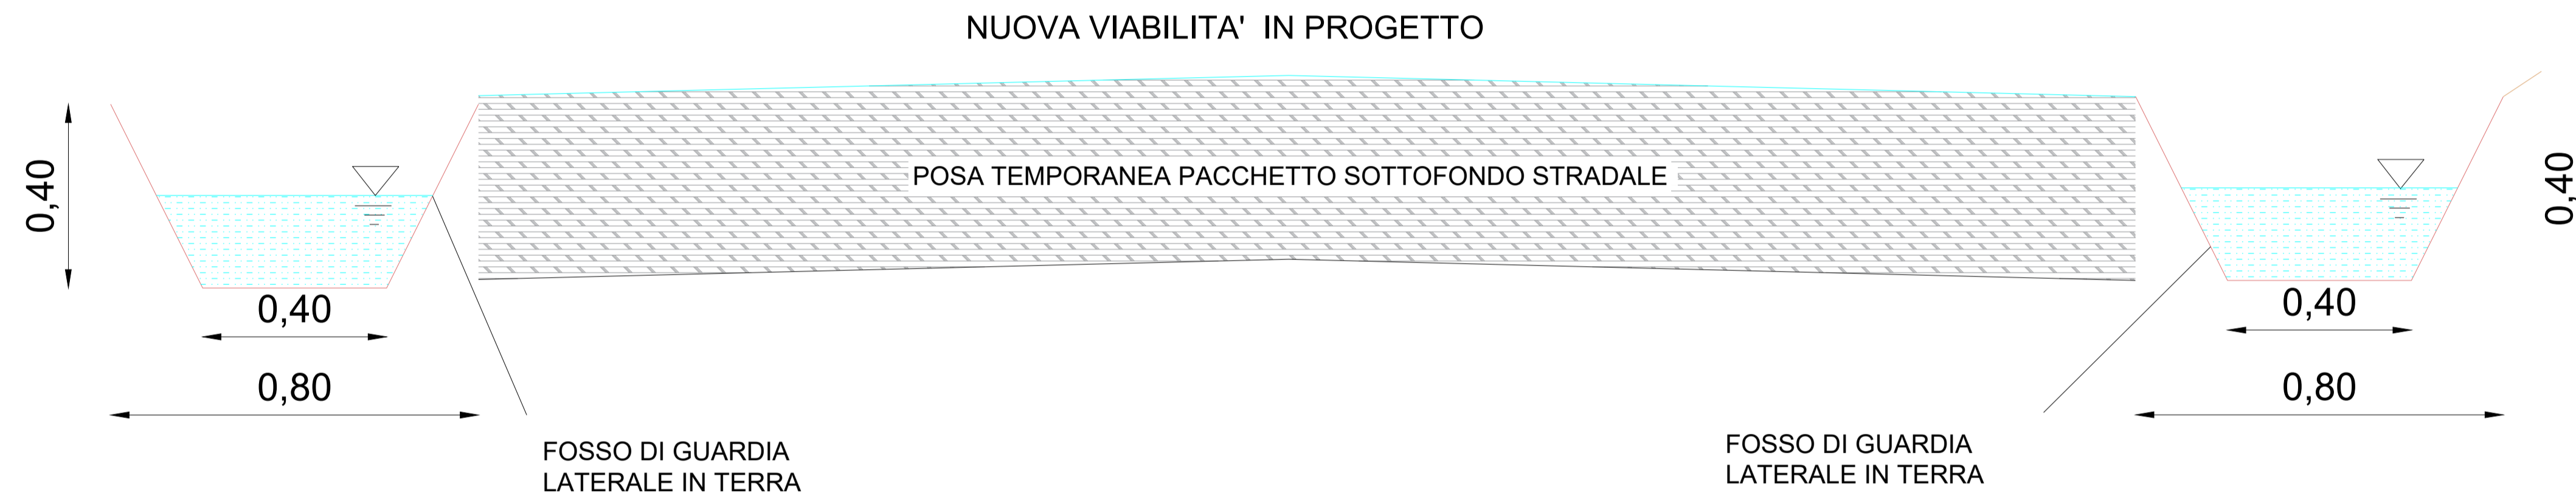 NUOVA VIABILITA' IN PROGETTO
0,40
POSA TEMPORANEA PACCHETTO SOTTOFONDO STRADALE
0,40
0,40
0,40
0,80
0,80
FOSSO DI GUARDIA
LATERALE IN TERRA
FOSSO DI GUARDIA
LATERALE IN TERRA